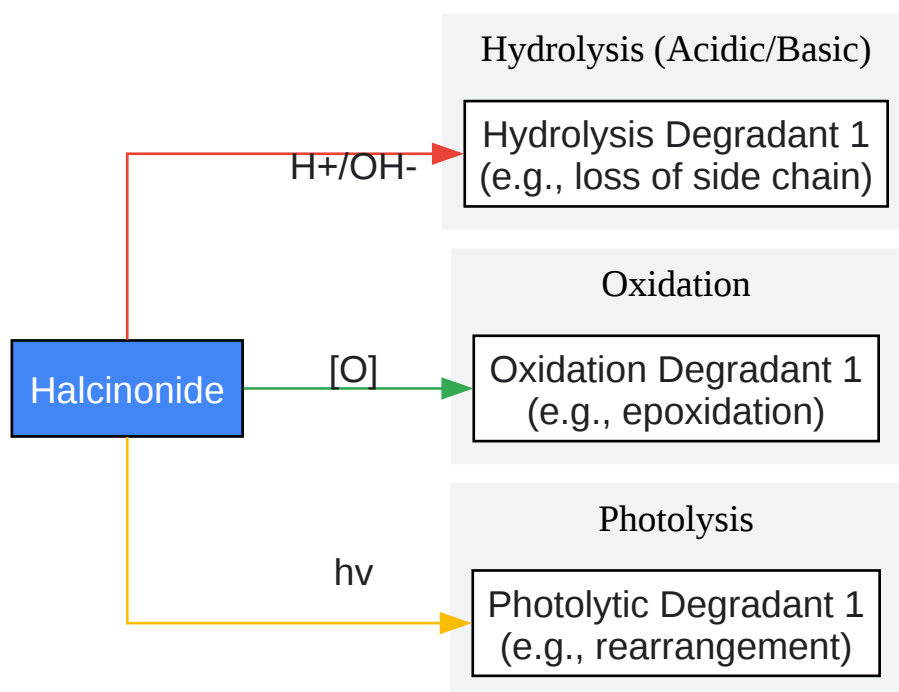 Hydrolysis (Acidic/Basic)
Hydrolysis Degradant 1
(e.g., loss of side chain)
H+/OH-
Oxidation
Halcinonide
[O]
Oxidation Degradant 1
(e.g., epoxidation)
Photolysis
hv
Photolytic Degradant 1
(e.g., rearrangement)